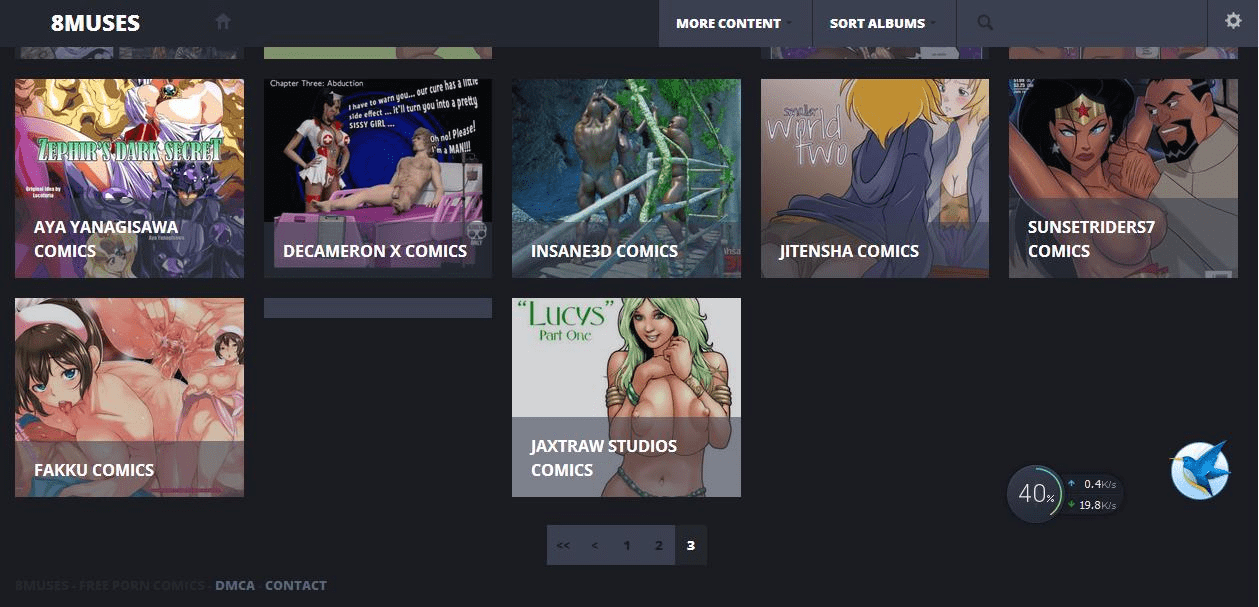 8MUSES
MORE CONTENT
SORT ALBUMS
ZEPHIR'S DARK SECRET
Original Idea by
AYA YANAGISAWA
COMICS
Chapter Three: Abduction
I have to warn you... our cure has a little
side effect ... it'll turn you into a pretty
SISSY GIRL ...
Oh no! Please!
I'm a MAN!!!
ONLY
DECAMERON X COMICS
INSANE3D COMICS
smaler
world
two
JITENSHA COMICS
SUNSETRIDERS7
COMICS
FAKKU COMICS
"LUCYS"
Part One
JAXTRAW STUDIOS
COMICS
40%
0.4K/s
19.8K/s
<< < 1 2 3
8MUSES - FREE PORN COMICS - DMCA - CONTACT